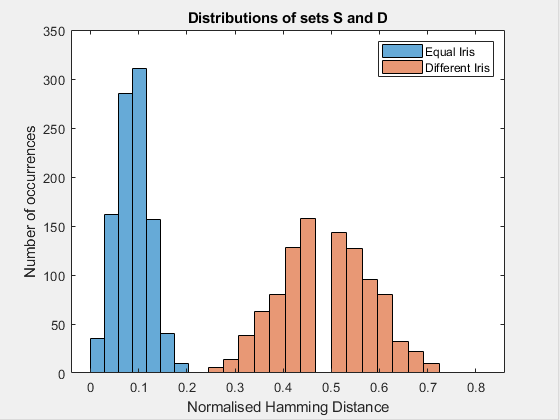 Distributions of sets S and D
350
300
250
200
150
100
50
0
Number of occurrences
Equal Iris
Different Iris
0 0.1 0.2 0.3 0.4 0.5 0.6 0.7 0.8
Normalised Hamming Distance